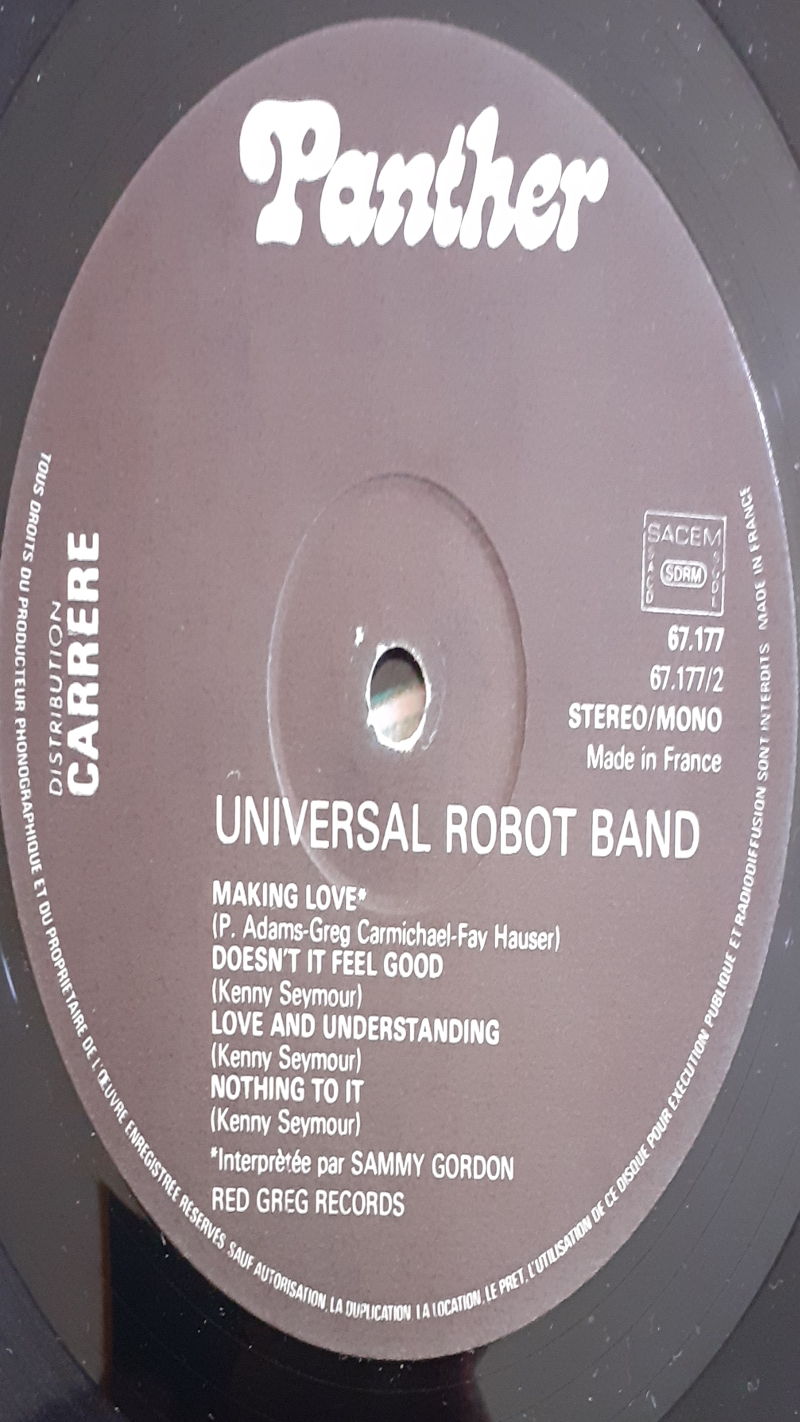 Panther
SACEM
SACD
SDRM
SGDL
67.177
67.177/2
STEREO/MONO
Made in France
DISTRIBUTION
CARRERE
UNIVERSAL ROBOT BAND
MAKING LOVE*
(P. Adams-Greg Carmichael-Fay Hauser)
DOESN'T IT FEEL GOOD
(Kenny Seymour)
LOVE AND UNDERSTANDING
(Kenny Seymour)
NOTHING TO IT
(Kenny Seymour)
*Interprètée par SAMMY GORDON
RED GREG RECORDS
TOUS DROITS DU PRODUCTEUR PHONOGRAPHIQUE ET DU PROPRIETAIRE DE L'ŒUVRE ENREGISTREE RESERVES. SAUF AUTORISATION, LA DUPLICATION, LA LOCATION, LE PRET, L'UTILISATION DE CE DISQUE POUR EXECUTION PUBLIQUE ET RADIODIFFUSION SONT INTERDITS MADE IN FRANCE